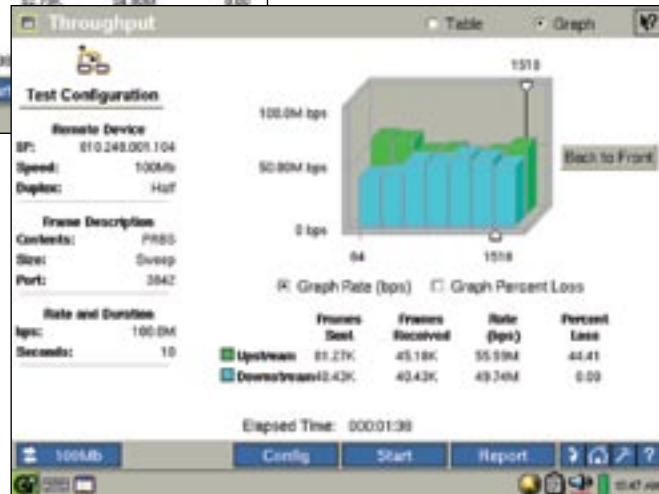 Throughput
Table Graph
Test Configuration
Remote Device
IP: 010.248.001.104
Speed: 100Mb
Duplex: Half
Frame Description
Contents: PRBS
Size: Sweep
Port: 3842
Rate and Duration
bps: 100.0M
Seconds: 10
1518
100.0M bps
50.00M bps
0 bps
64 1518
Back to Front
Graph Rate (bps) Graph Percent Loss
Frames Sent Frames Received Rate (bps) Percent Loss
Upstream 81.27K 45.18K 55.59M 44.41
Downstream 40.43K 40.43K 49.74M 0.00
Elapsed Time: 000:01:38
100Mb Config Start Report ?